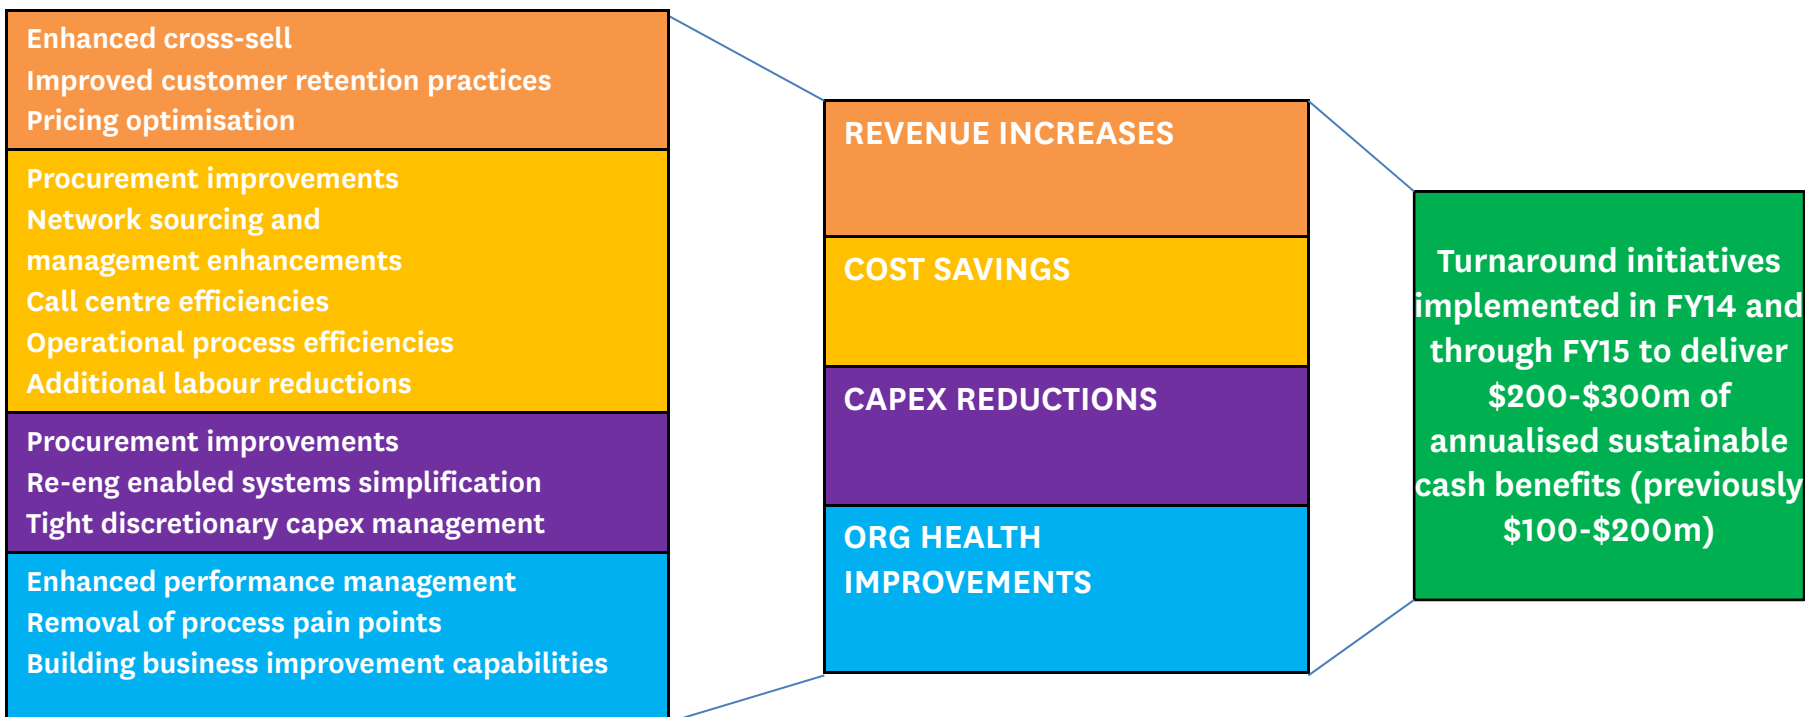 Enhanced cross-sell
Improved customer retention practices
Pricing optimisation
Procurement improvements
Network sourcing and
management enhancements
Call centre efficiencies
Operational process efficiencies
Additional labour reductions
Procurement improvements
Re-eng enabled systems simplification
Tight discretionary capex management
Enhanced performance management
Removal of process pain points
Building business improvement capabilities
REVENUE INCREASES
COST SAVINGS
CAPEX REDUCTIONS
ORG HEALTH
IMPROVEMENTS
Turnaround initiatives
implemented in FY14 and
through FY15 to deliver
$200-$300m of
annualised sustainable
cash benefits (previously
$100-$200m)